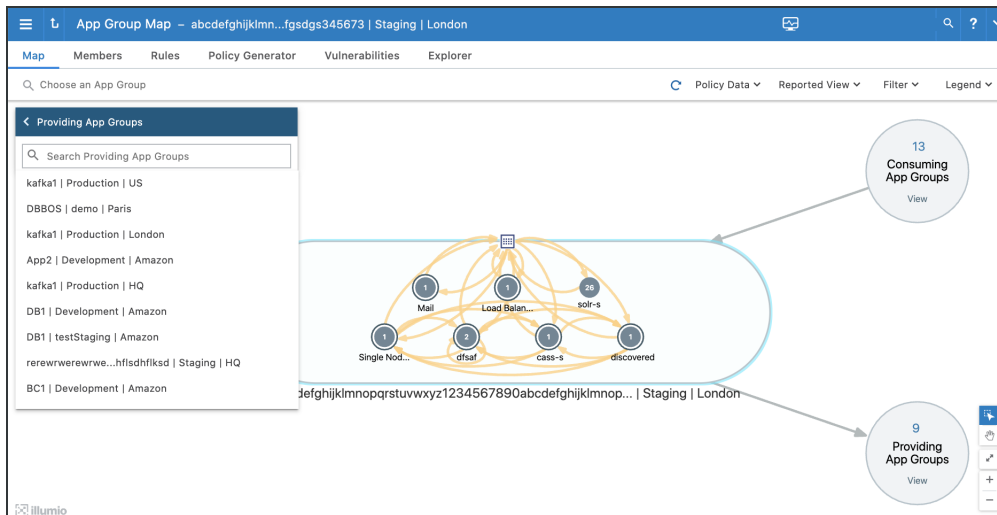 App Group Map – abcdefghijklmn...fgsdgs345673 | Staging | London
?
Map Members Rules Policy Generator Vulnerabilities Explorer
Choose an App Group
Policy Data Reported View Filter Legend
Providing App Groups
Search Providing App Groups
kafka1 | Production | US
DBBOS | demo | Paris
kafka1 | Production | London
App2 | Development | Amazon
kafka1 | Production | HQ
DB1 | Development | Amazon
DB1 | testStaging | Amazon
rerewrwerewrwe...hflsdhflksd | Staging | HQ
BC1 | Development | Amazon
13
Consuming
App Groups
View
1
Mail
1
Load Balan...
26
solr-s
1
Single Nod...
2
dfsaf
1
cass-s
1
discovered
defghijklmnopqrstuvwxyz1234567890abcdefghijklmnop... | Staging | London
9
Providing
App Groups
View
+
−
illumio